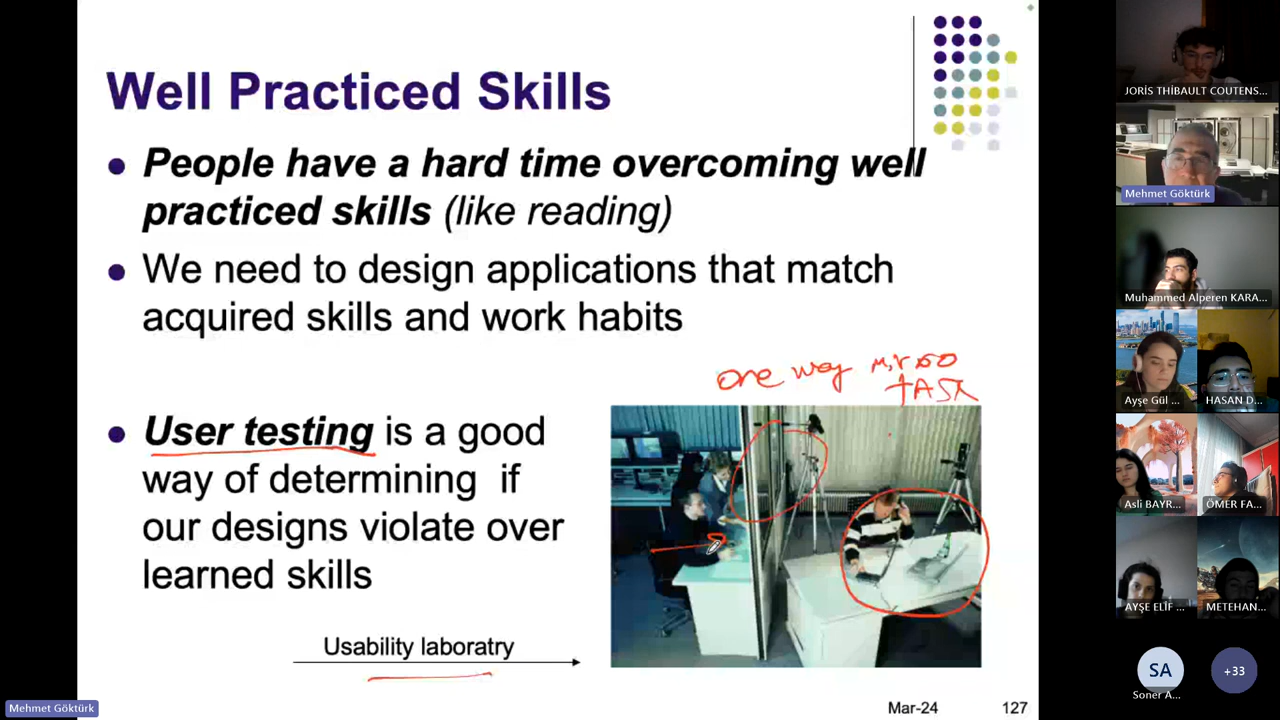 Well Practiced Skills
People have a hard time overcoming well
practiced skills (like reading)
We need to design applications that match
acquired skills and work habits
one way
TASK
User testing is a good
way of determining if
our designs violate over
learned skills
Usability laboratry
Mar-24
127
Mehmet Göktürk
JORİS THİBAULT COUTENS...
Mehmet Göktürk
Muhammed Alperen KARA...
Ayşe Gül ...
HASAN D...
Asli BAYR...
ÖMER FA...
AYŞE ELİF ...
METEHAN...
SA
Soner A...
+33